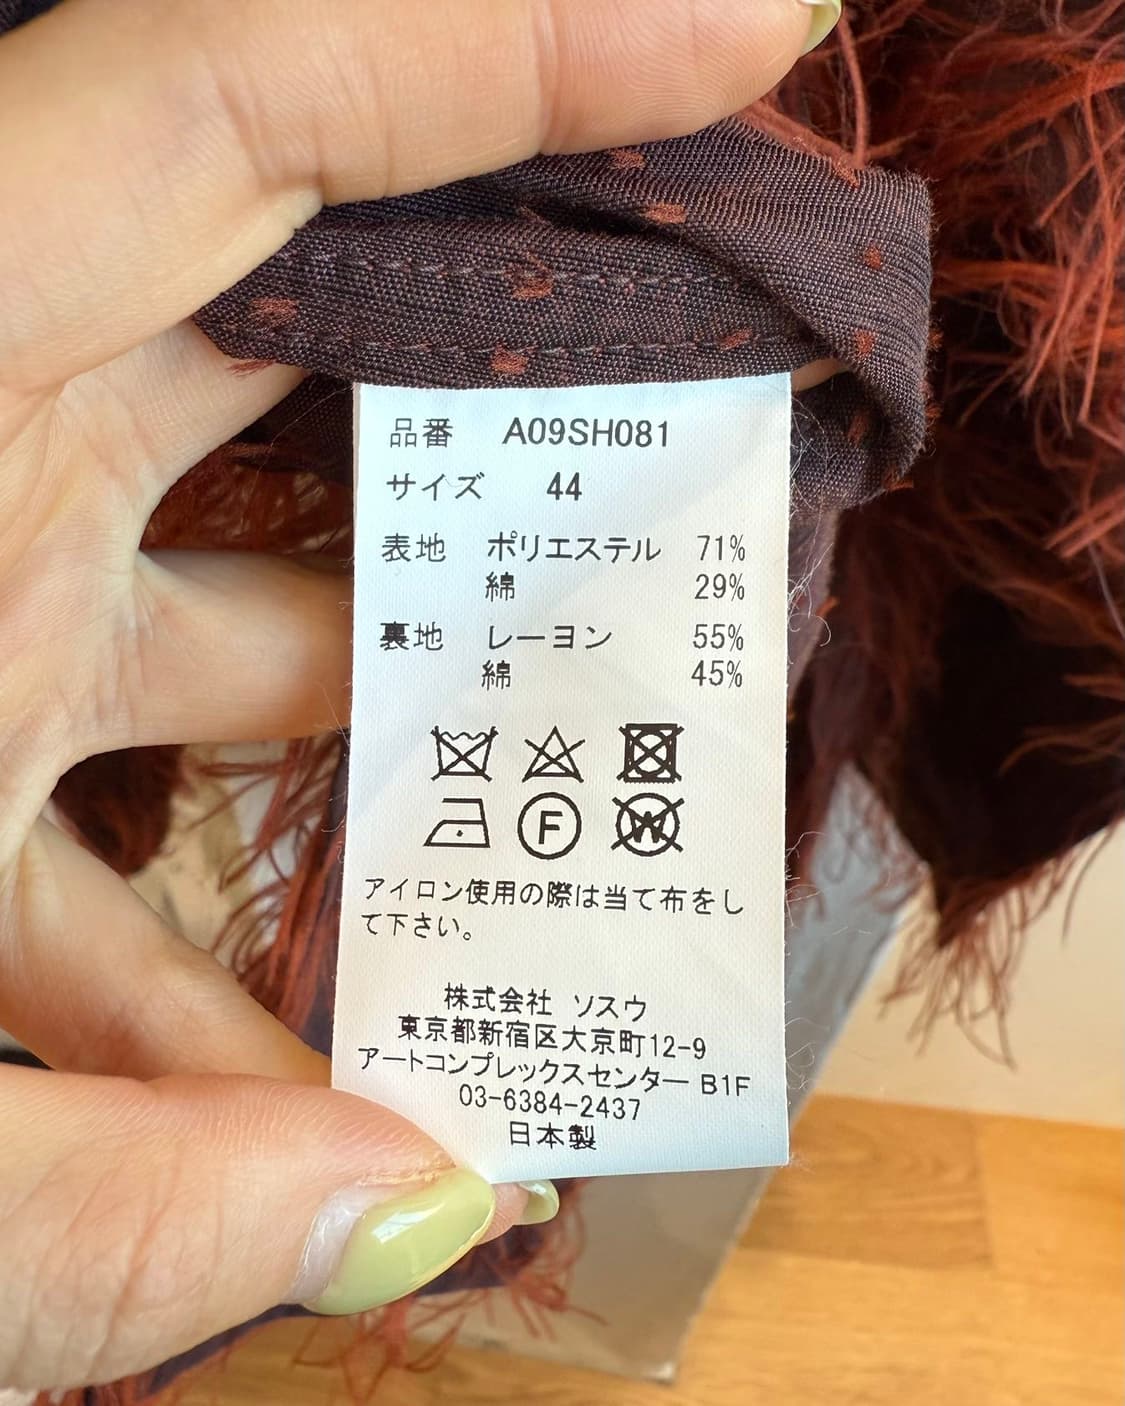 品番 A09SH081
サイズ 44
表地 ポリエステル 71%
綿 29%
裏地 レーヨン 55%
綿 45%
F
W
アイロン使用の際は当て布をし
て下さい。
株式会社 ソスウ
東京都新宿区大京町12-9
アートコンプレックスセンター B1F
03-6384-2437
日本製